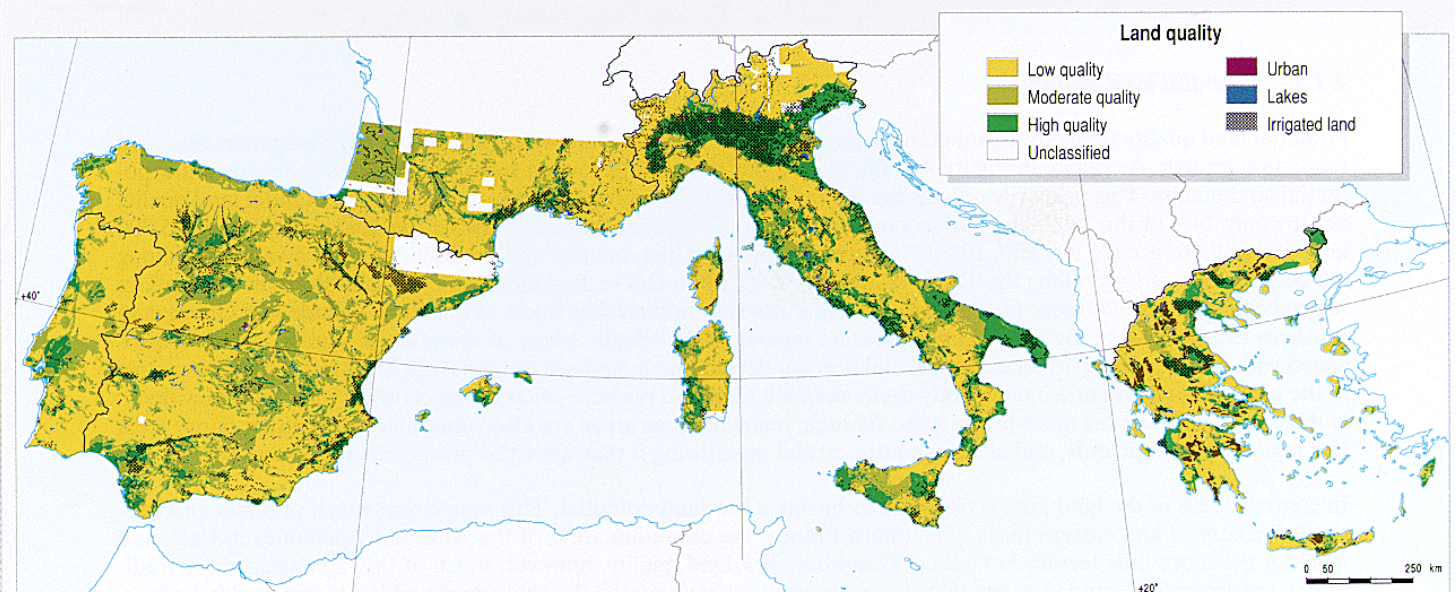 Land quality
Low quality
Moderate quality
High quality
Unclassified
Urban
Lakes
Irrigated land
+40°
+20°
0 50 250 km